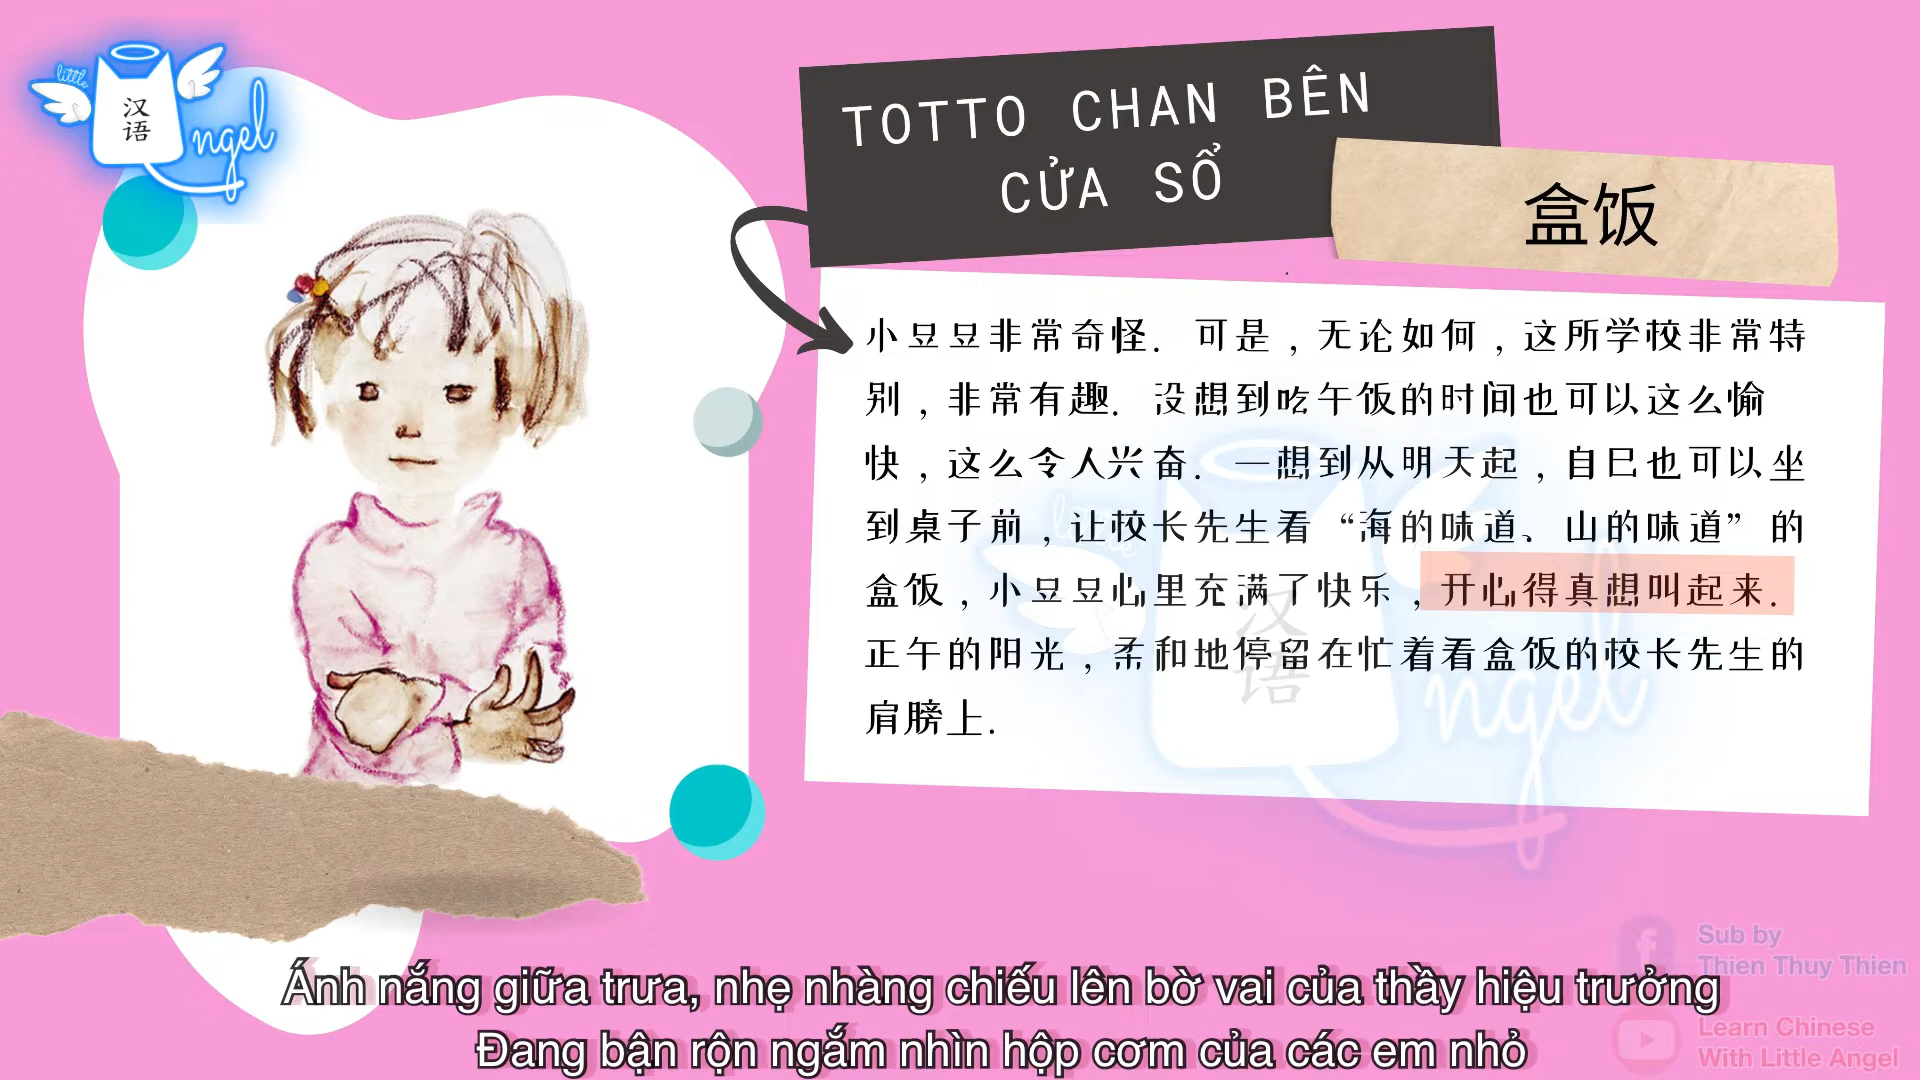 little
汉
语
ngel
TOTTO CHAN BÊN
CỬA SỔ
盒饭
小豆豆非常奇怪. 可是, 无论如何, 这所学校非常特
别, 非常有趣. 没想到吃午饭的时间也可以这么愉
快, 这么令人兴奋. 一想到从明天起, 自己也可以坐
到桌子前, 让校长先生看“海的味道、山的味道”的
盒饭, 小豆豆心里充满了快乐, 开心得真想叫起来.
正午的阳光, 柔和地停留在忙着看盒饭的校长先生的
肩膀上.
little
汉
语
ngel
Ánh nắng giữa trưa, nhẹ nhàng chiếu lên bờ vai của thầy hiệu trưởng
Đang bận rộn ngắm nhìn hộp cơm của các em nhỏ
Sub by
Thien Thuy Thien
Learn Chinese
With Little Angel